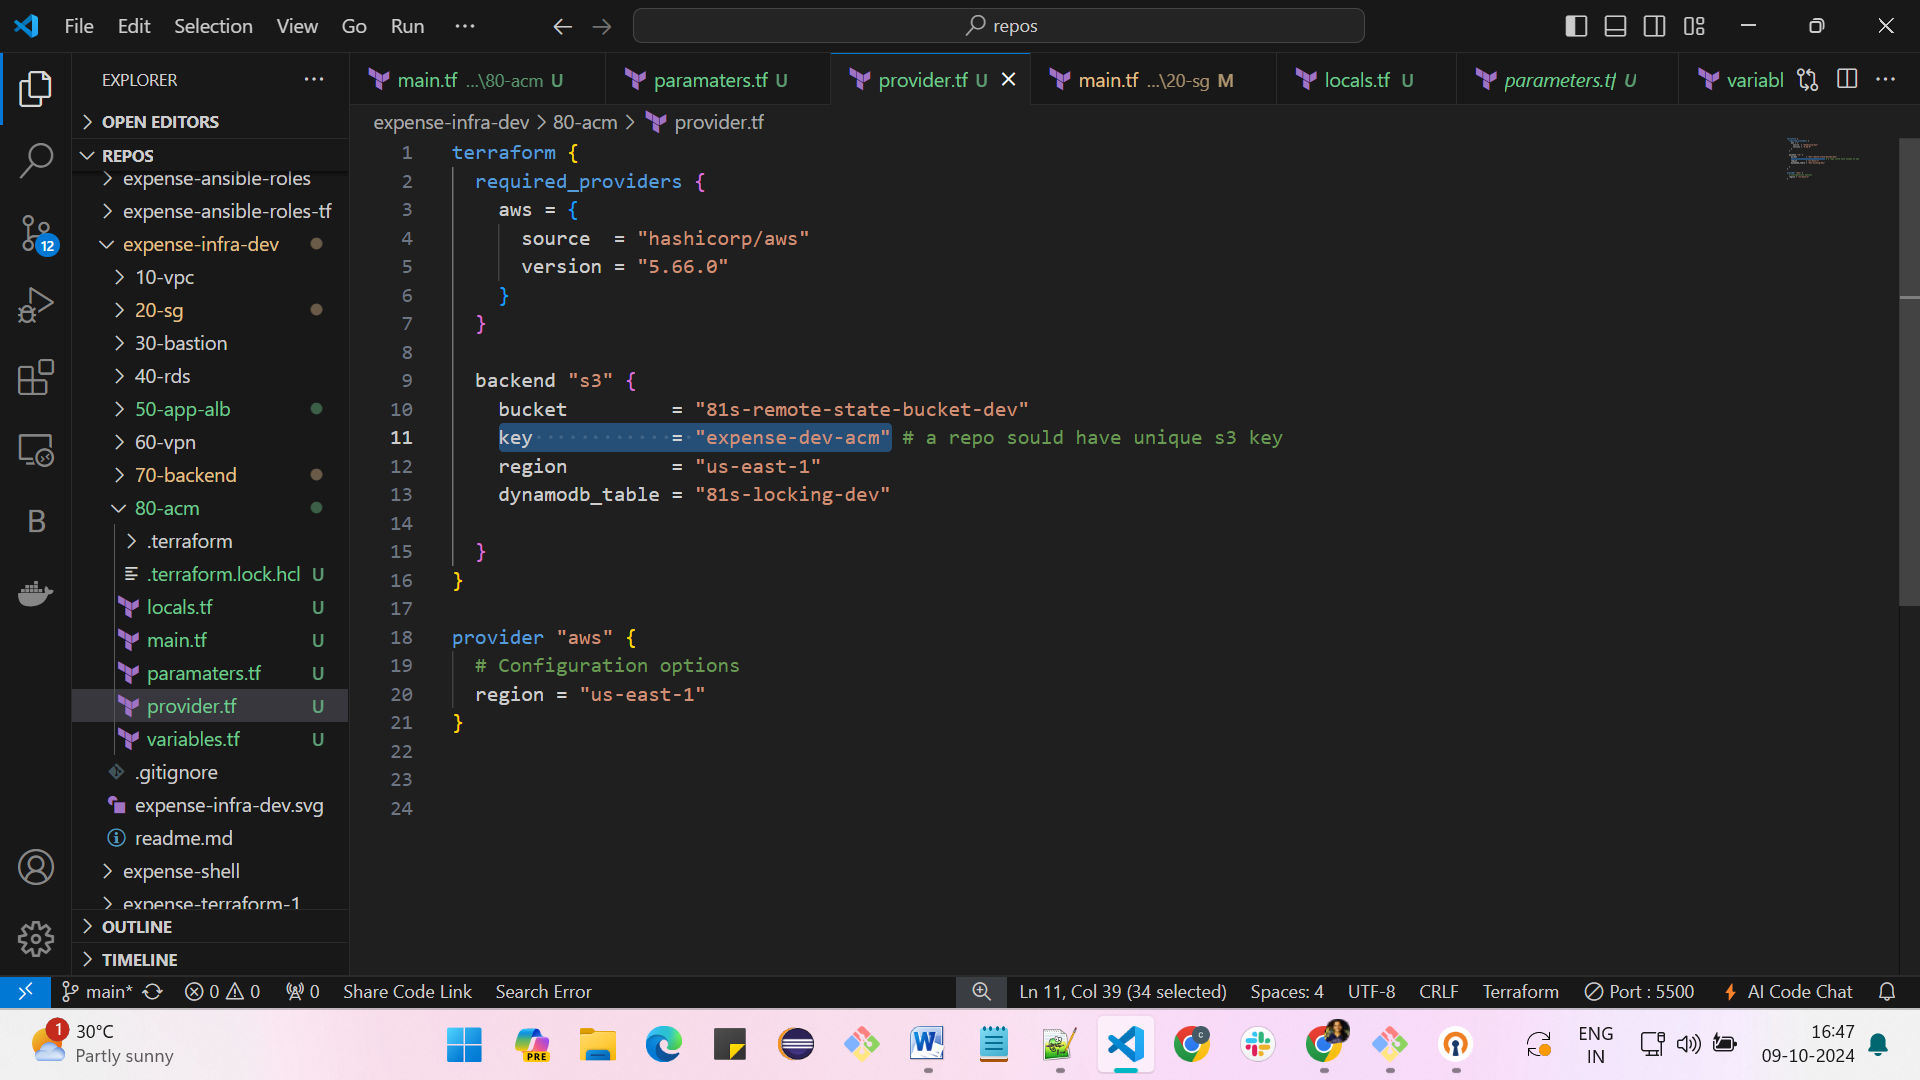 File Edit Selection View Go Run ···
repos
EXPLORER ···
main.tf ...\80-acm U
paramaters.tf U
provider.tf U
main.tf ...\20-sg M
locals.tf U
parameters.tf U
variabl
OPEN EDITORS
REPOS
expense-ansible-roles
expense-ansible-roles-tf
expense-infra-dev
10-vpc
20-sg
30-bastion
40-rds
50-app-alb
60-vpn
70-backend
80-acm
.terraform
.terraform.lock.hcl U
locals.tf U
main.tf U
paramaters.tf U
provider.tf U
variables.tf U
.gitignore
expense-infra-dev.svg
readme.md
expense-shell
expense-terraform-1
OUTLINE
TIMELINE
12
B
expense-infra-dev > 80-acm > provider.tf
1 terraform {
2 required_providers {
3 aws = {
4 source = "hashicorp/aws"
5 version = "5.66.0"
6 }
7 }
8
9 backend "s3" {
10 bucket = "81s-remote-state-bucket-dev"
11 key = "expense-dev-acm" # a repo sould have unique s3 key
12 region = "us-east-1"
13 dynamodb_table = "81s-locking-dev"
14
15 }
16 }
17
18 provider "aws" {
19 # Configuration options
20 region = "us-east-1"
21 }
22
23
24
main* 0 0 0 Share Code Link Search Error Ln 11, Col 39 (34 selected) Spaces: 4 UTF-8 CRLF Terraform Port : 5500 AI Code Chat
1
30°C
Partly sunny
PRE
W
C
ENG
IN
16:47
09-10-2024